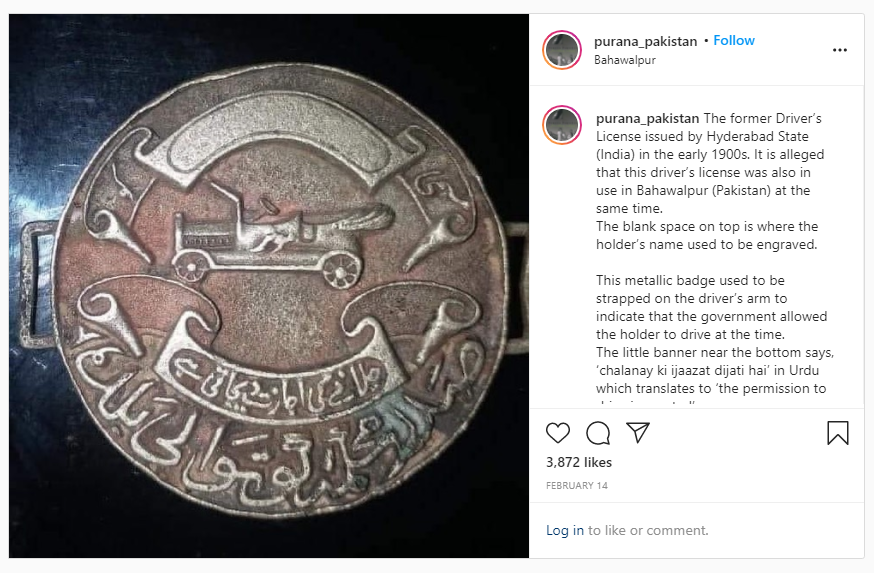 purana_pakistan • Follow
Bahawalpur
purana_pakistan The former Driver's
License issued by Hyderabad State
(India) in the early 1900s. It is alleged
that this driver's license was also in
use in Bahawalpur (Pakistan) at the
same time.
The blank space on top is where the
holder's name used to be engraved.
This metallic badge used to be
strapped on the driver's arm to
indicate that the government allowed
the holder to drive at the time.
The little banner near the bottom says,
'chalanay ki ijaazat dijati hai' in Urdu
which translates to 'the permission to
چلانے کی اجازت دیجاتی ہے
3,872 likes
FEBRUARY 14
Log in to like or comment.